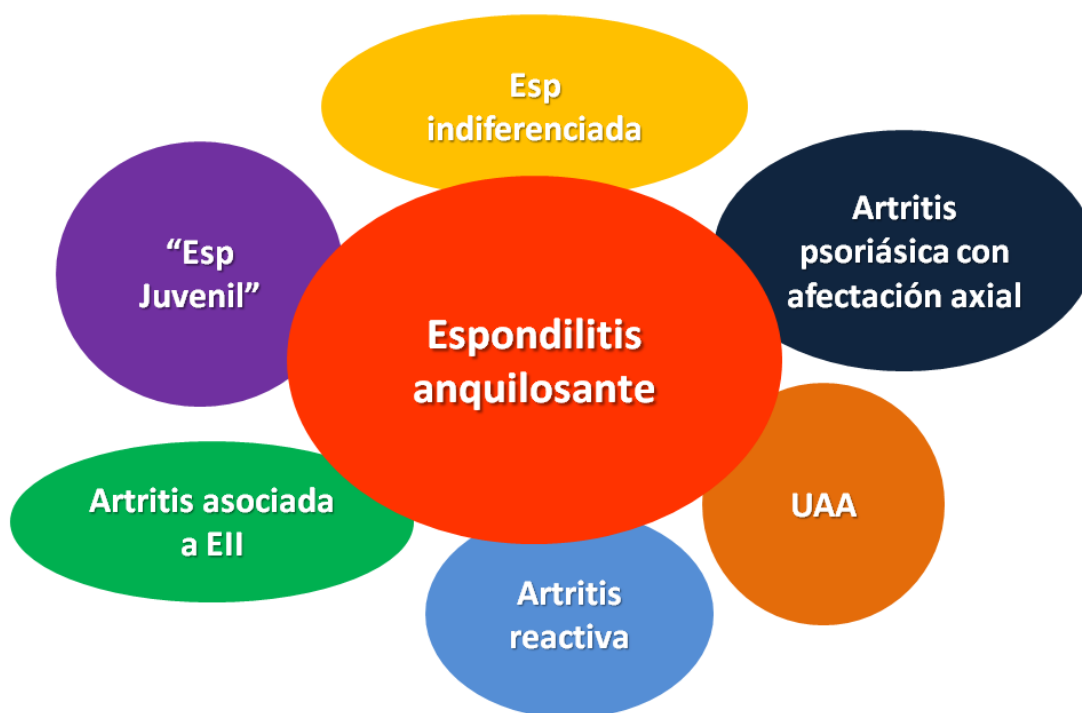 Esp
indiferenciada
Artritis
psoriásica con
afectación axial
“Esp
Juvenil”
Espondilitis
anquilosante
Artritis asociada
a EII
UAA
Artritis
reactiva